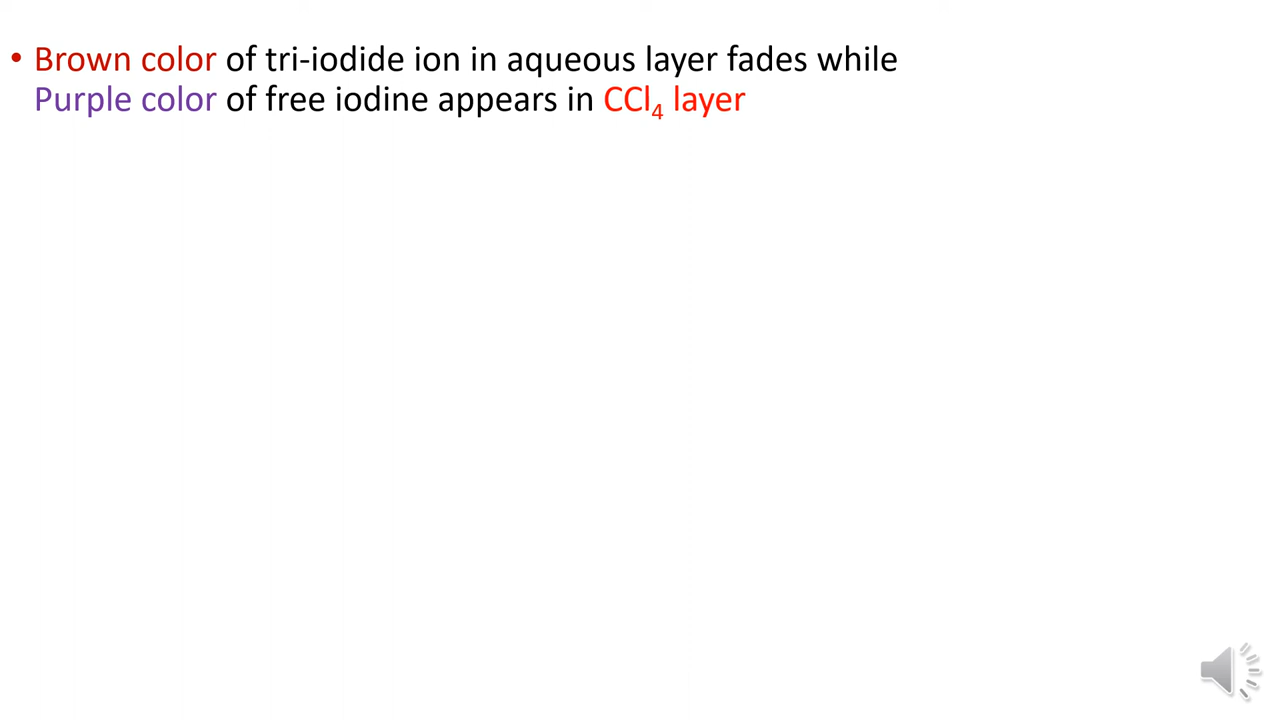 • Brown color of tri-iodide ion in aqueous layer fades while
Purple color of free iodine appears in CCl₄ layer